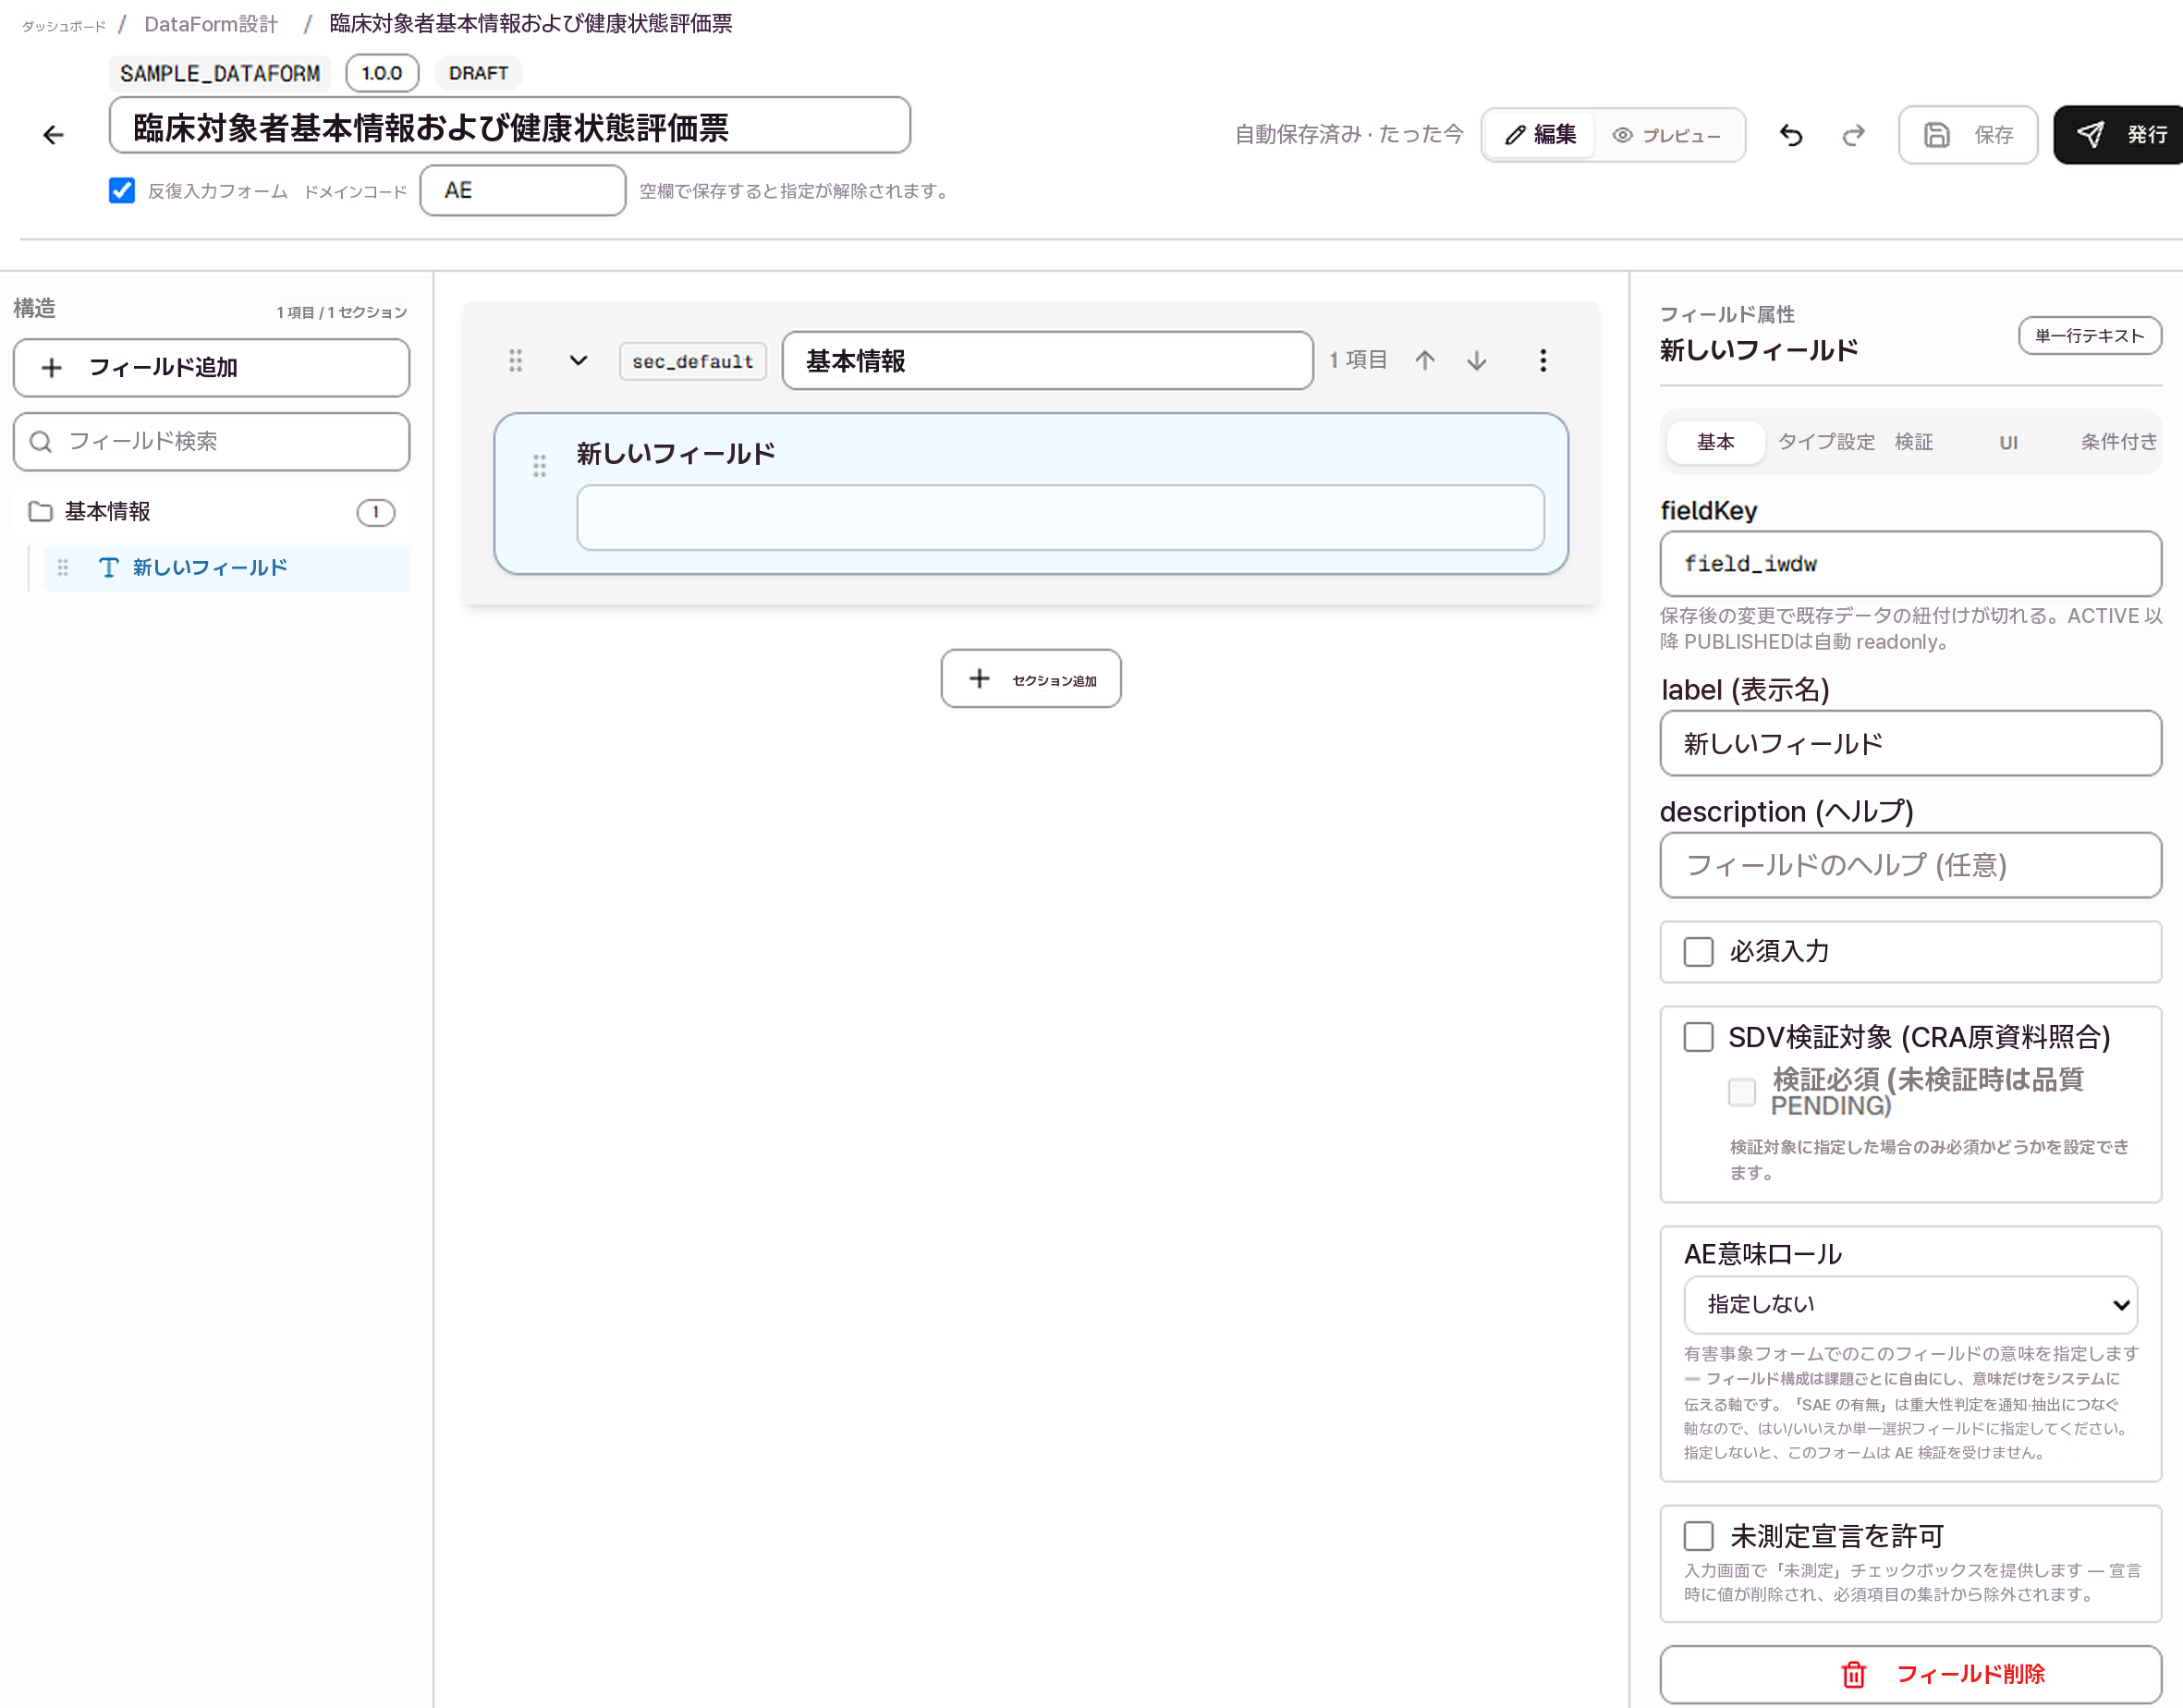 ダッシュボード / DataForm設計 / 臨床対象者基本情報および健康状態評価票
SAMPLE_DATAFORM 1.0.0 DRAFT
臨床対象者基本情報および健康状態評価票
自動保存済み · たった今 編集 プレビュー 保存 発行
反復入力フォーム ドメインコード AE 空欄で保存すると指定が解除されます。
構造 1 項目 / 1 セクション
フィールド追加
フィールド検索
基本情報 1
新しいフィールド
sec_default 基本情報 1 項目
新しいフィールド
セクション追加
フィールド属性
新しいフィールド 単一行テキスト
基本 タイプ設定 検証 UI 条件付き
fieldKey
field_iwdw
保存後の変更で既存データの紐付けが切れる。ACTIVE 以
降 PUBLISHEDは自動 readonly。
label (表示名)
新しいフィールド
description (ヘルプ)
フィールドのヘルプ (任意)
必須入力
SDV検証対象 (CRA原資料照合)
検証必須 (未検証時は品質
PENDING)
検証対象に指定した場合のみ必須かどうかを設定でき
ます。
AE意味ロール
指定しない
有害事象フォームでのこのフィールドの意味を指定します
— フィールド構成は課題ごとに自由にし、意味だけをシステムに
伝える軸です。「SAE の有無」は重大性判定を通知·抽出につなぐ
軸なので、はい/いいえか単一選択フィールドに指定してください。
指定しないと、このフォームは AE 検証を受けません。
未測定宣言を許可
入力画面で「未測定」チェックボックスを提供します — 宣言
時に値が削除され、必須項目の集計から除外されます。
フィールド削除